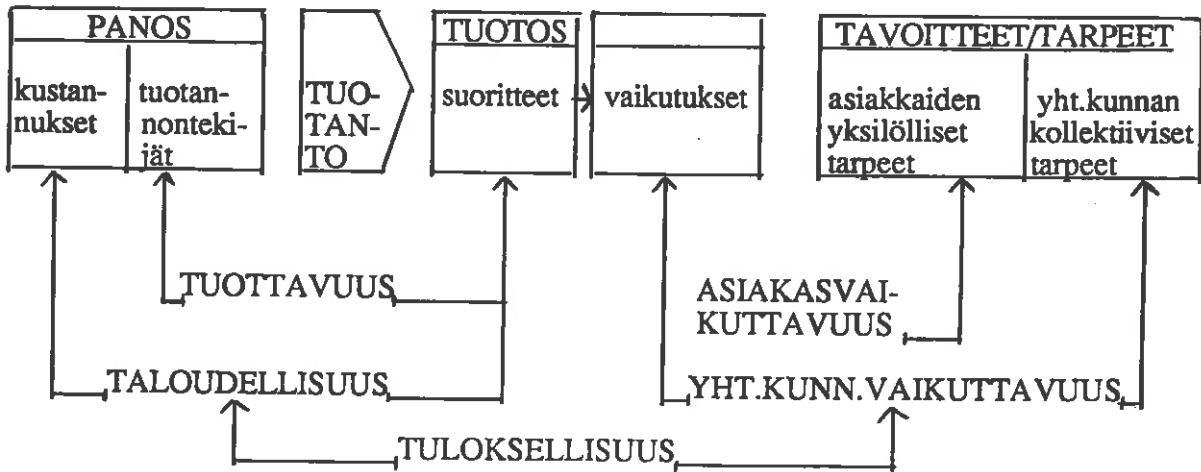 PANOS
kustan-
nukset
tuotan-
nonteki-
jät
TUO-
TAN-
TO
TUOTOS
suoritteet
vaikutukset
TAVOITTEET/TARPEET
asiakkaiden
yksilölliset
tarpeet
yht.kunnan
kollektiiviset
tarpeet
TUOTTAVUUS
ASIAKASVAI-
KUTTAVUUS
TALOUDELLISUUS
YHT.KUNN.VAIKUTTAVUUS
TULOKSELLISUUS